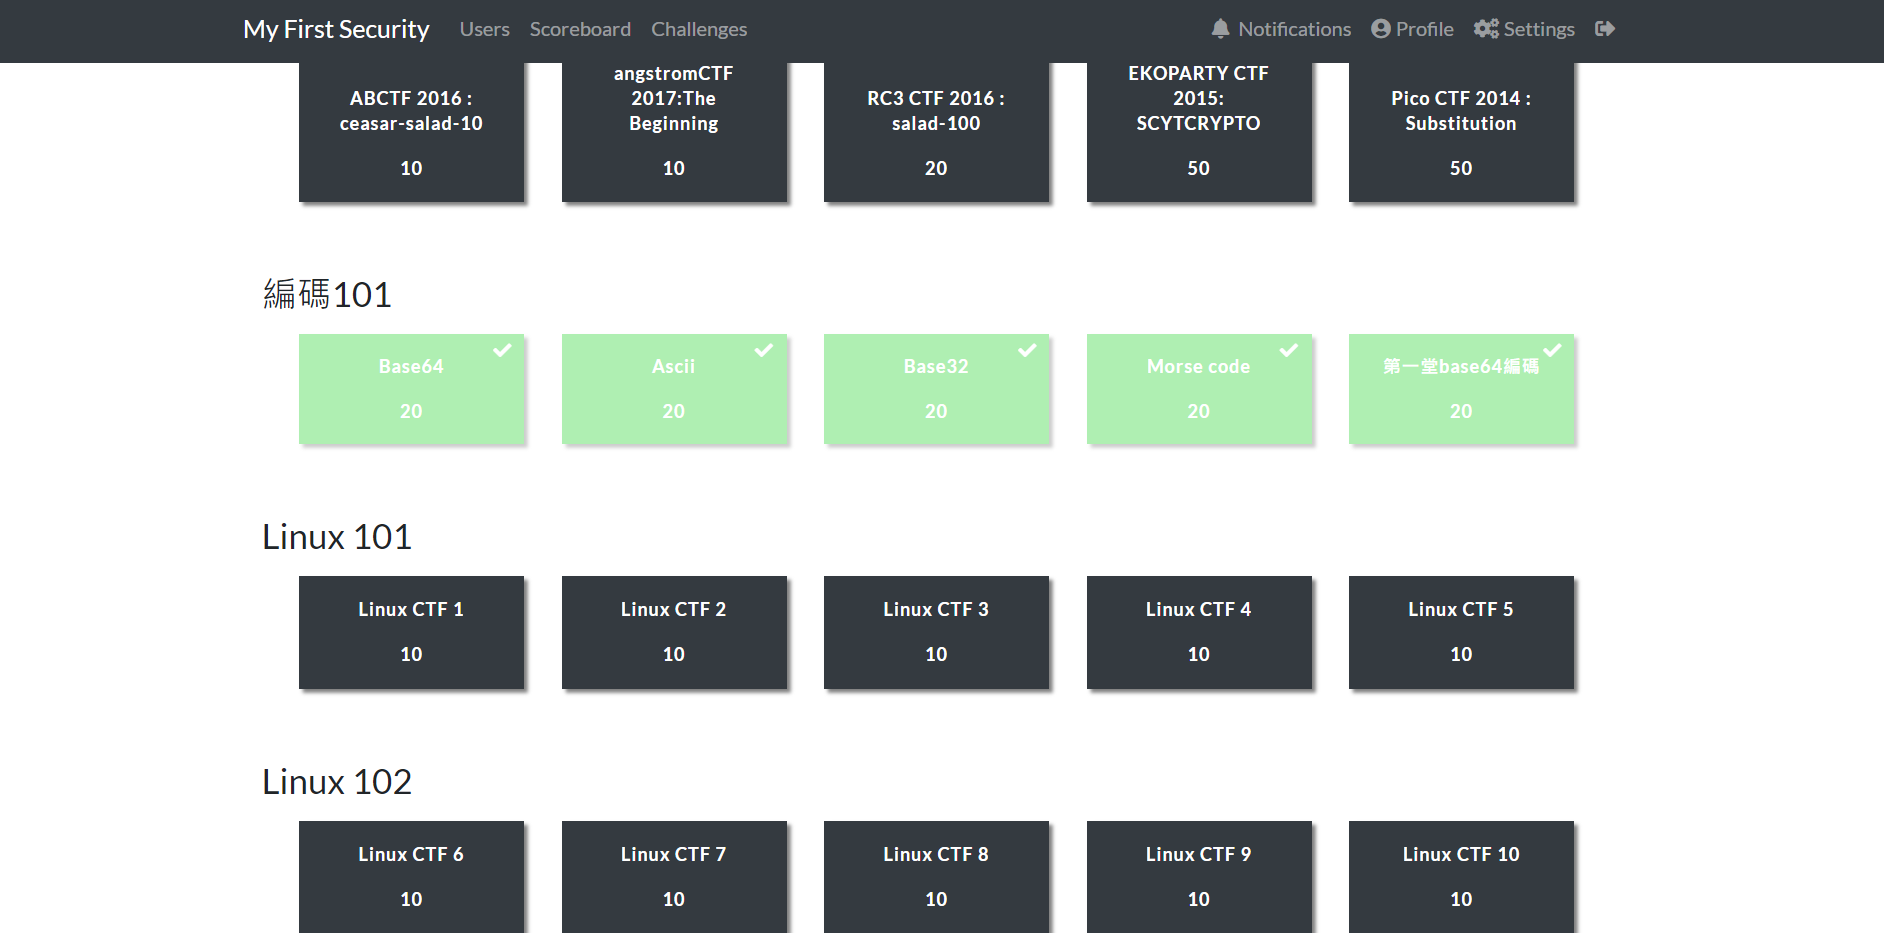 My First Security Users Scoreboard Challenges Notifications Profile Settings
ABCTF 2016 :
ceasar-salad-10
10
angstromCTF
2017:The
Beginning
10
RC3 CTF 2016 :
salad-100
20
EKOPARTY CTF
2015:
SCYTCRYPTO
50
Pico CTF 2014 :
Substitution
50
編碼101
Base64
20
Ascii
20
Base32
20
Morse code
20
第一堂base64編碼
20
Linux 101
Linux CTF 1
10
Linux CTF 2
10
Linux CTF 3
10
Linux CTF 4
10
Linux CTF 5
10
Linux 102
Linux CTF 6
10
Linux CTF 7
10
Linux CTF 8
10
Linux CTF 9
10
Linux CTF 10
10